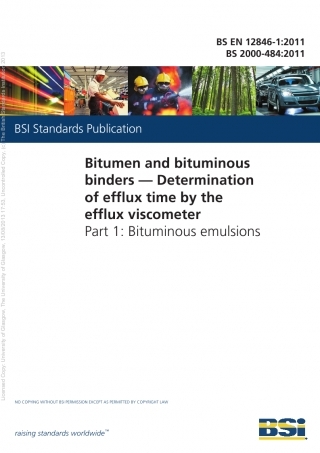 BS EN 12846-1:2011
BS 2000-484:2011
BSI Standards Publication
Bitumen and bituminous
binders — Determination
of efflux time by the
efflux viscometer
Part 1: Bituminous emulsions
NO COPYING WITHOUT BSI PERMISSION EXCEPT AS PERMITTED BY COPYRIGHT LAW
raising standards worldwide™
BSi